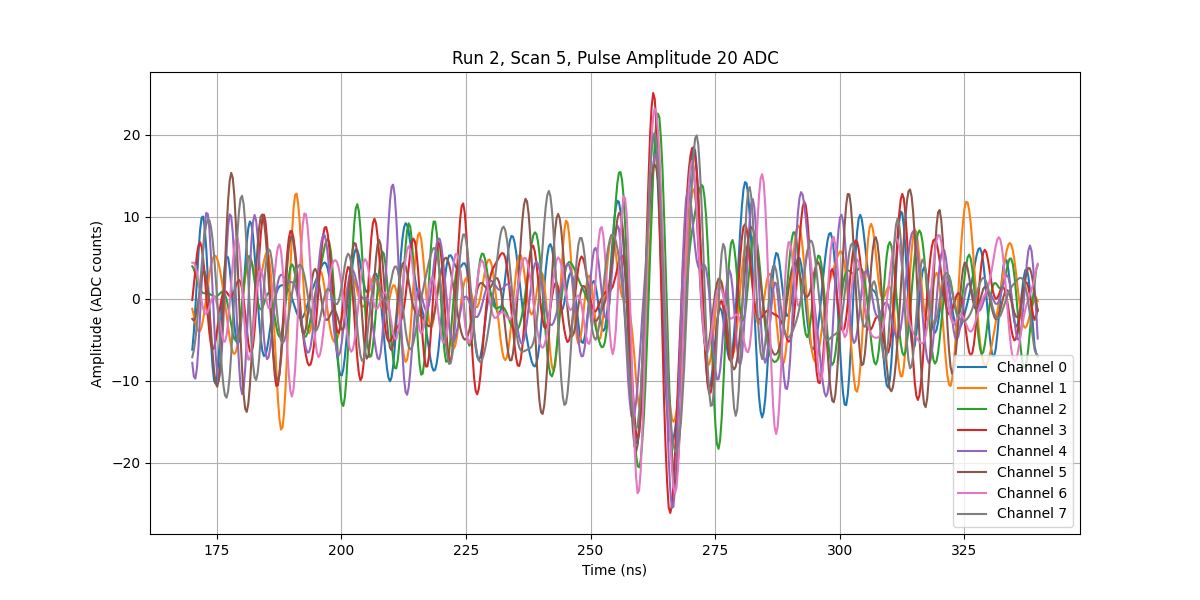 Run 2, Scan 5, Pulse Amplitude 20 ADC
Amplitude (ADC counts)
20
10
0
−10
−20
175
200
225
250
275
300
325
Time (ns)
Channel 0
Channel 1
Channel 2
Channel 3
Channel 4
Channel 5
Channel 6
Channel 7